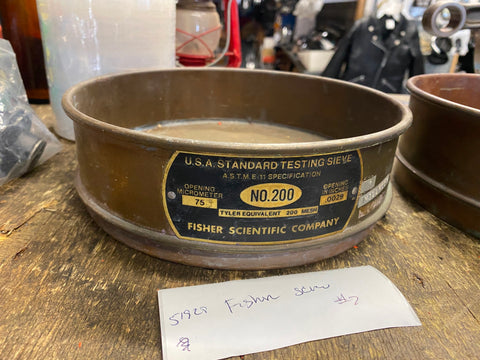 U.S.A. STANDARD TESTING SIEVE
A.S.T.M. E-11 SPECIFICATION
OPENING
MICROMETER
75
NO.200
OPENING
IN INCHES
.0029
TYLER EQUIVALENT 200 MESH
FISHER SCIENTIFIC COMPANY
Fisher